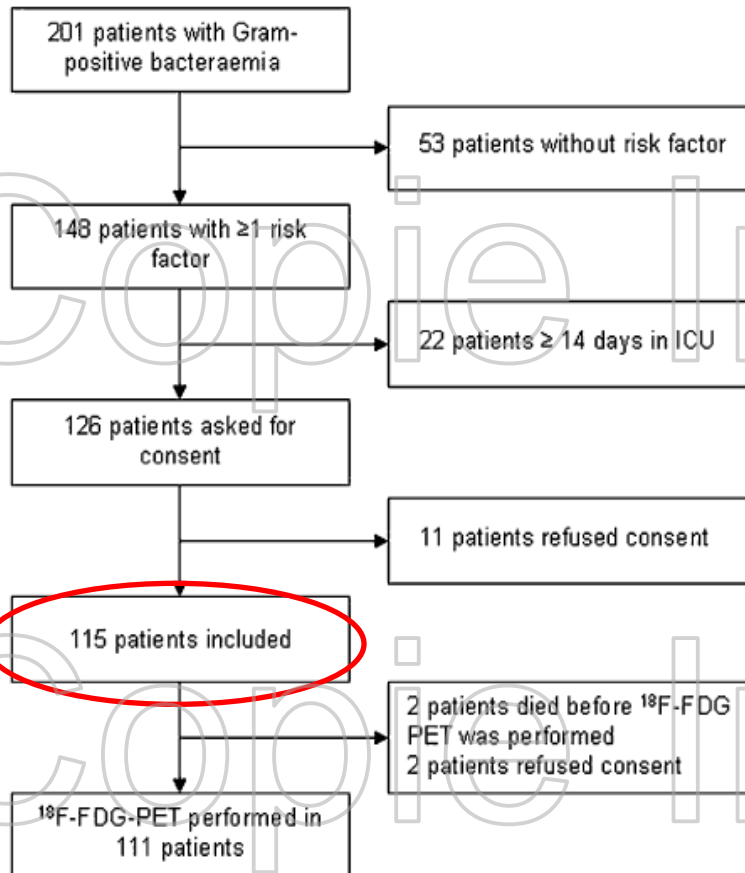 201 patients with Gram-
positive bacteraemia
53 patients without risk factor
148 patients with ≥1 risk
factor
22 patients ≥ 14 days in ICU
126 patients asked for
consent
11 patients refused consent
115 patients included
2 patients died before ¹⁸F-FDG
PET was performed
2 patients refused consent
¹⁸F-FDG-PET performed in
111 patients
Copie
Copie